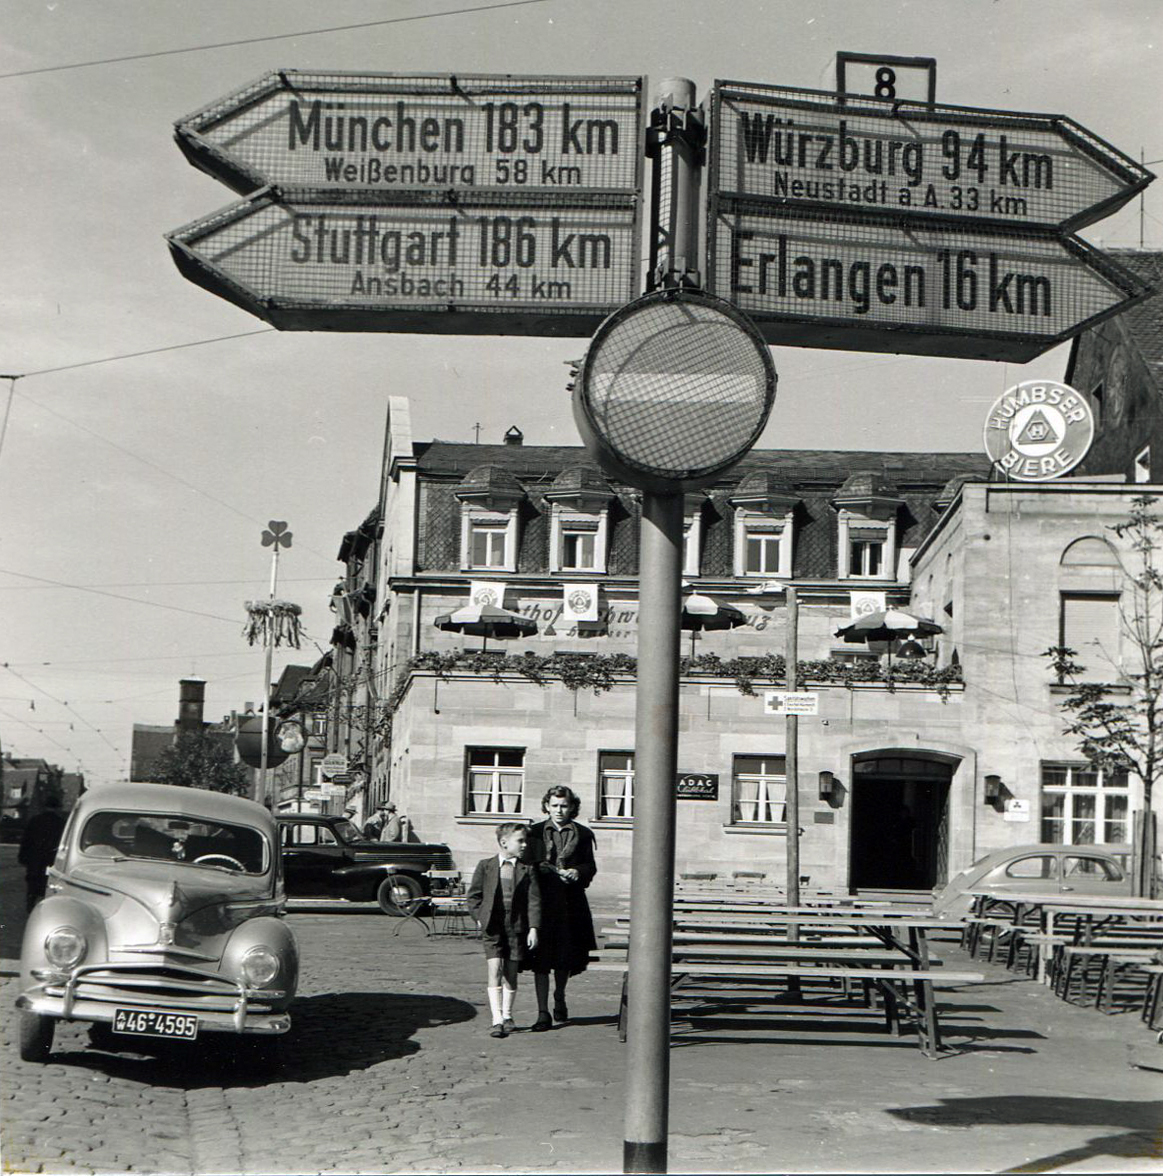 8
München 183 km
Weißenburg 58 km
Stuttgart 186 km
Ansbach 44 km
Würzburg 94 km
Neustadt a.A. 33 km
Erlangen 16 km
HUMBSER
H
BIERE
ADAC
46-4595